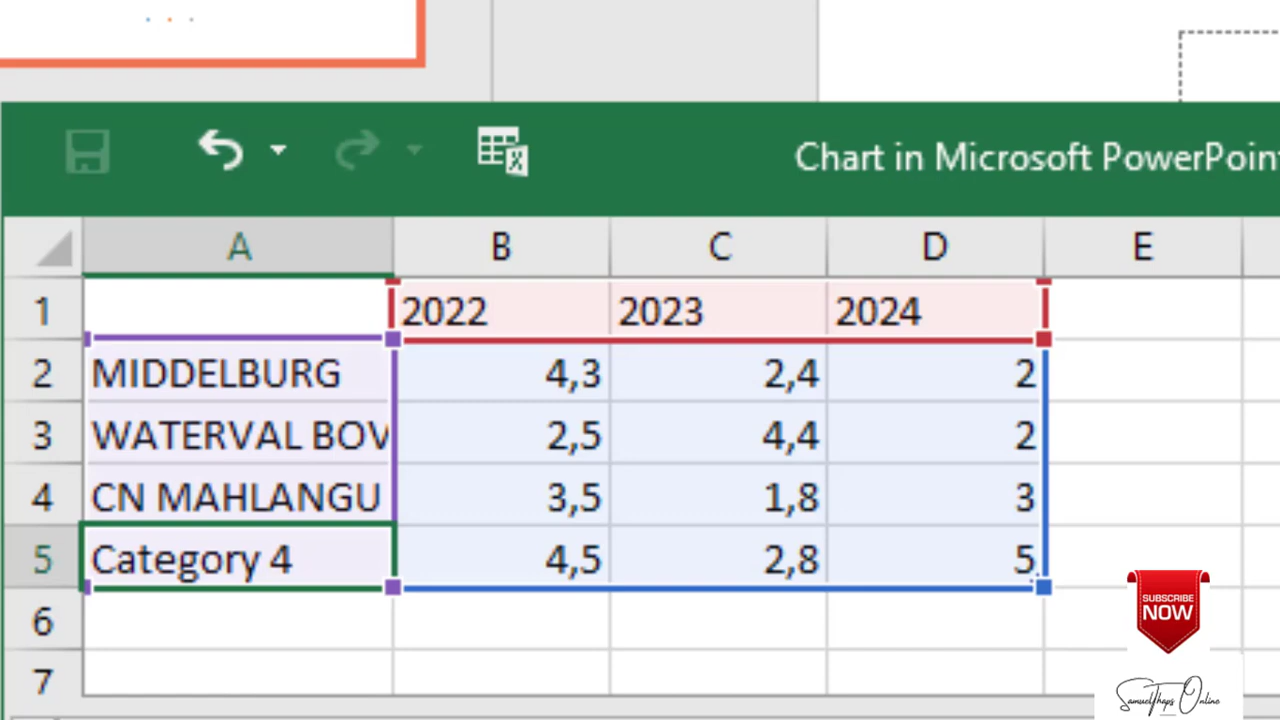 Chart in Microsoft PowerPoin
A B C D E
1 2022 2023 2024
2 MIDDELBURG 4,3 2,4 2
3 WATERVAL BOV 2,5 4,4 2
4 CN MAHLANGU 3,5 1,8 3
5 Category 4 4,5 2,8 5
6
7
SUBSCRIBE
NOW
SamuelThaps Online